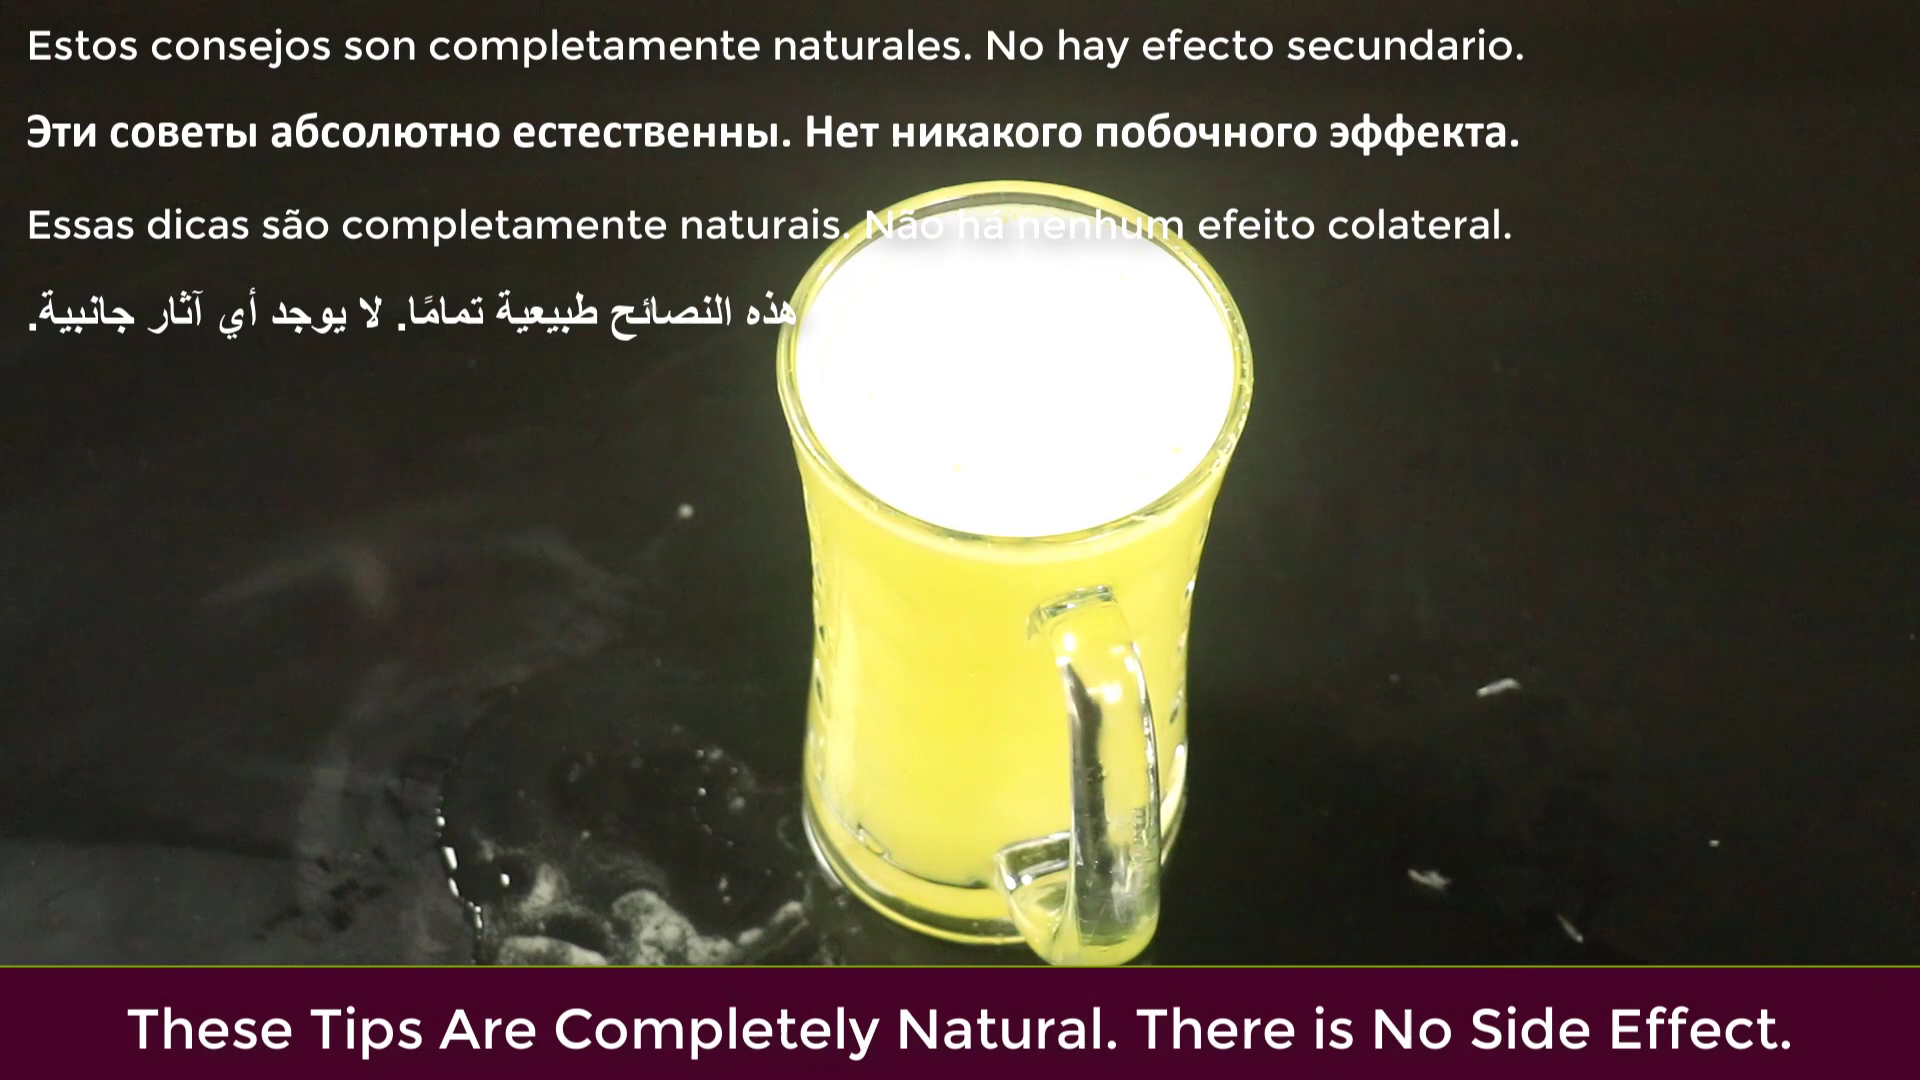 Estos consejos son completamente naturales. No hay efecto secundario.
Эти советы абсолютно естественны. Нет никакого побочного эффекта.
Essas dicas são completamente naturais. Não há nenhum efeito colateral.
هذه النصائح طبيعية تمامًا. لا يوجد أي آثار جانبية.
These Tips Are Completely Natural. There is No Side Effect.